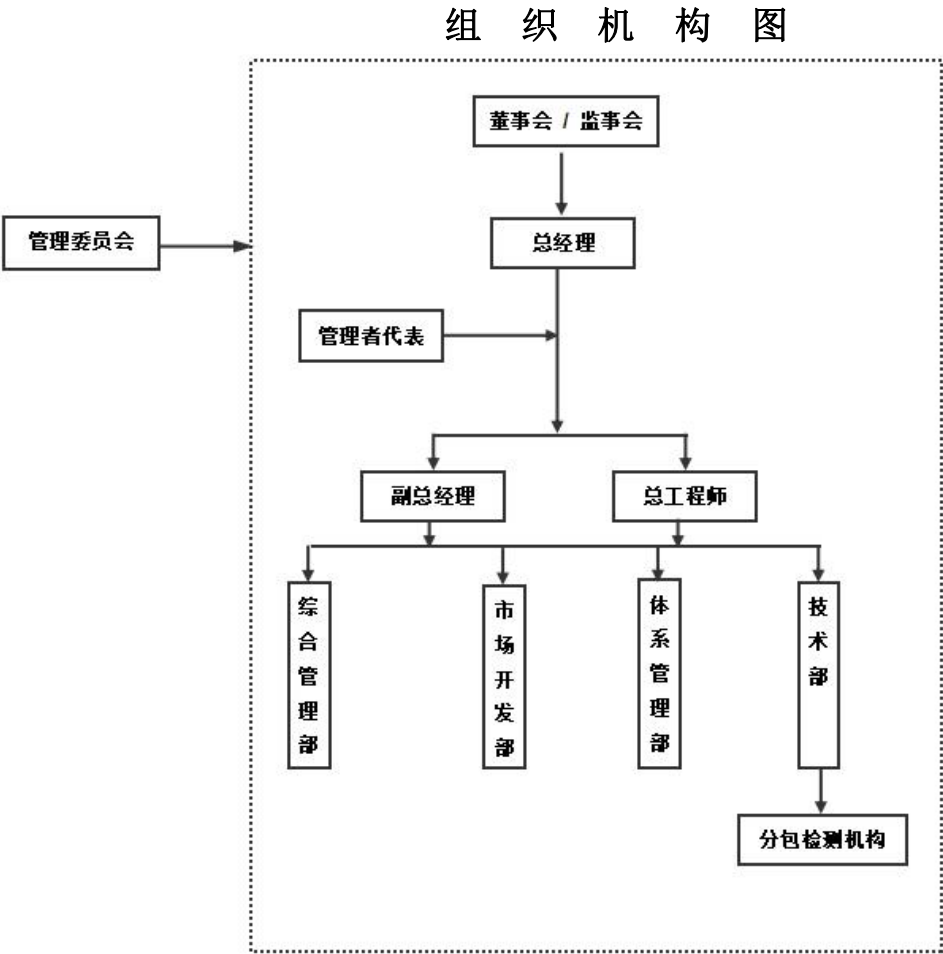 组织机构图
董事会 / 监事会
管理委员会
总经理
管理者代表
副总经理
总工程师
综合管理部
市场开发部
体系管理部
技术部
分包检测机构